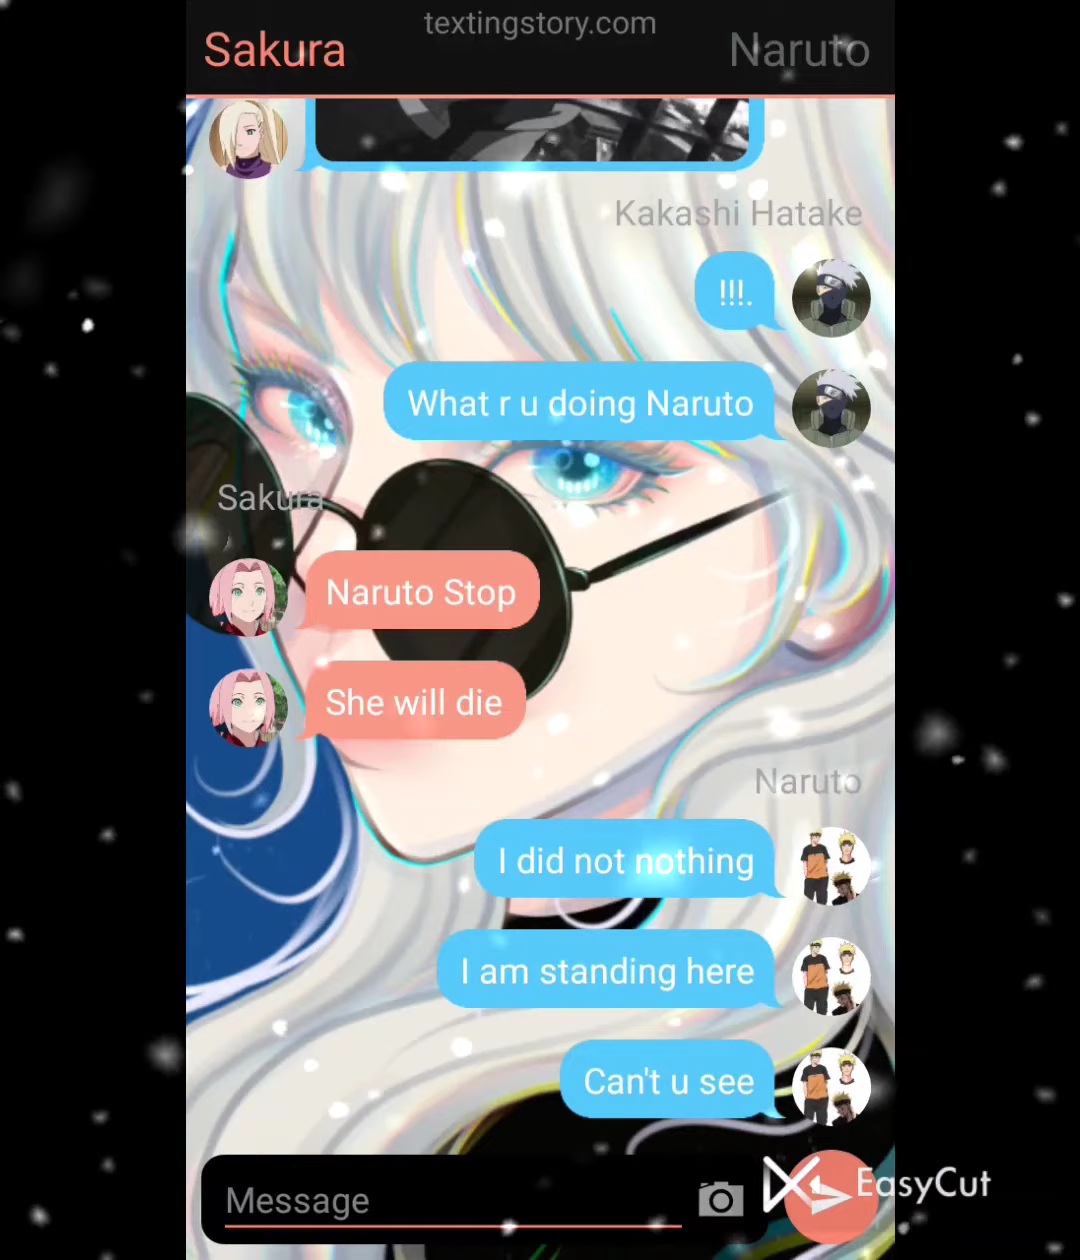 textingstory.com
Sakura
Naruto
Kakashi Hatake
!!!.
What r u doing Naruto
Sakura
Naruto Stop
She will die
Naruto
I did not nothing
I am standing here
Can't u see
Message
EasyCut